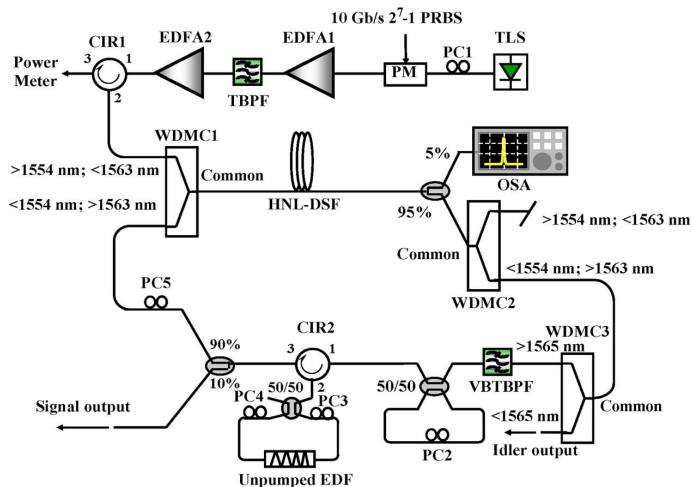 10 Gb/s 2⁷-1 PRBS
CIR1
EDFA2
EDFA1
PC1
TLS
3
1
Power
Meter
PM
2
TBPF
WDMC1
>1554 nm; <1563 nm
Common
5%
OSA
<1554 nm; >1563 nm
HNL-DSF
95%
>1554 nm; <1563 nm
Common
<1554 nm; >1563 nm
WDMC2
PC5
CIR2
WDMC3
90%
3
1
>1565 nm
10%
50/50
2
50/50
VBTBPF
PC4
PC3
Signal output
<1565 nm
Common
PC2
Idler output
Unpumped EDF